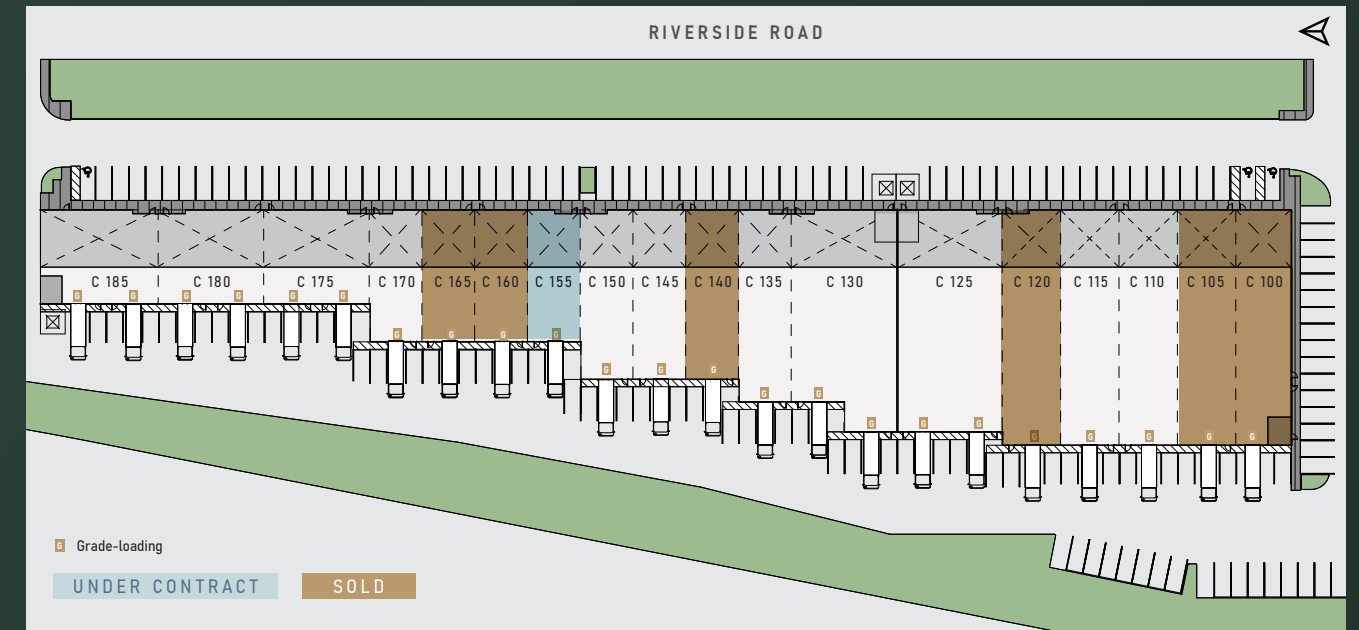 RIVERSIDE ROAD
C 185 C 180 C 175 C 170 C 165 C 160 C 155 C 150 C 145 C 140 C 135 C 130 C 125 C 120 C 115 C 110 C 105 C 100
G G G G G G
G G G G
G G G
G G
G G G
G G G G G
G Grade-loading
UNDER CONTRACT SOLD